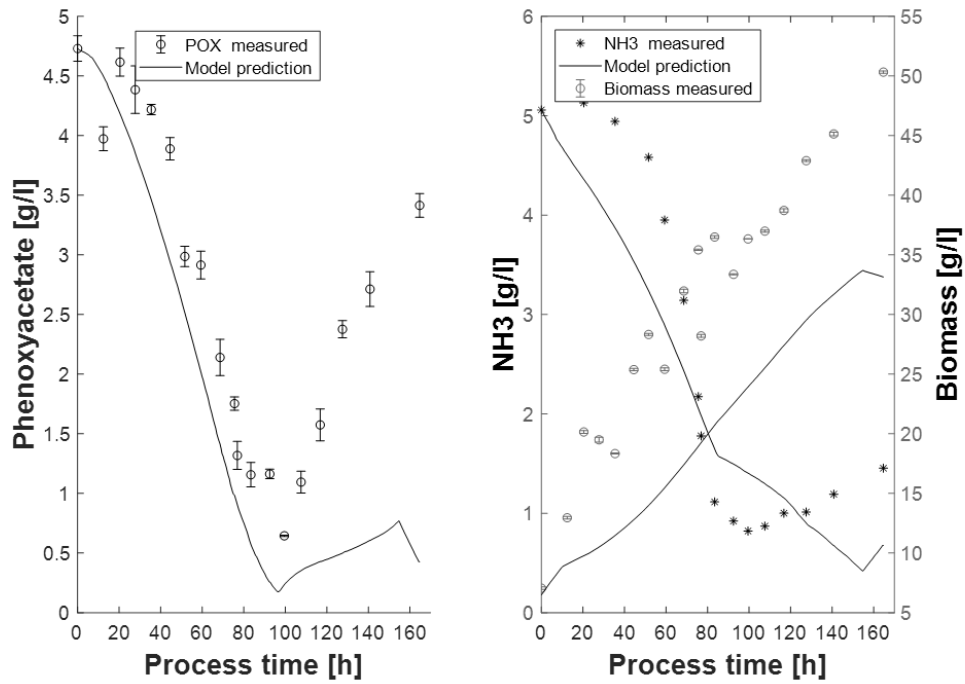 5
4.5
4
3.5
3
2.5
2
1.5
1
0.5
0
0 20 40 60 80 100 120 140 160
Phenoxyacetate [g/l]
Process time [h]
POX measured
Model prediction
6
5
4
3
2
1
0
0 20 40 60 80 100 120 140 160
NH3 [g/l]
Process time [h]
NH3 measured
Model prediction
Biomass measured
55
50
45
40
35
30
25
20
15
10
5
Biomass [g/l]